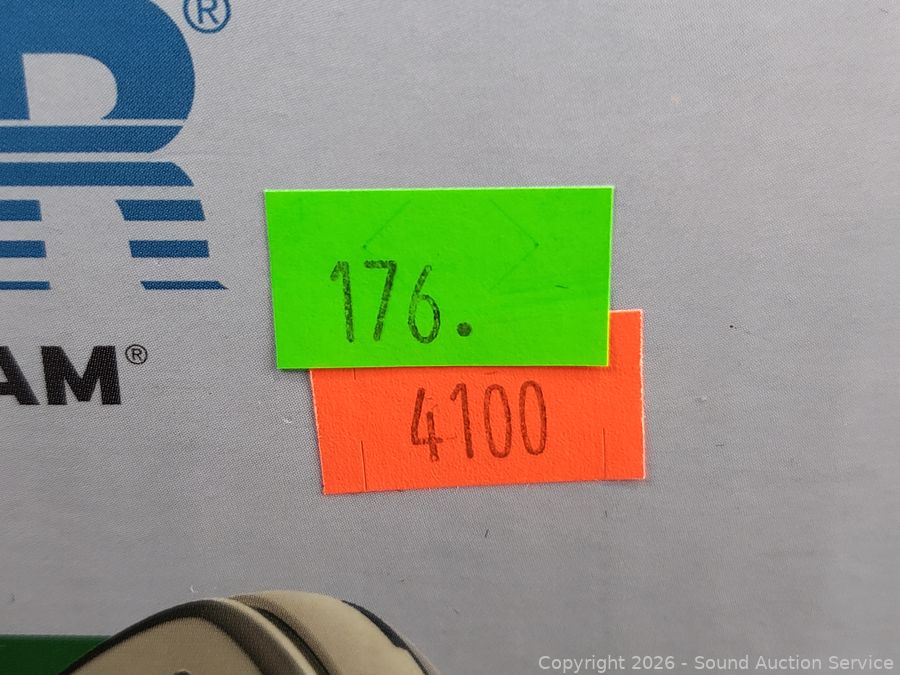 R®
AM®
176.
4100
Copyright 2026 - Sound Auction Service